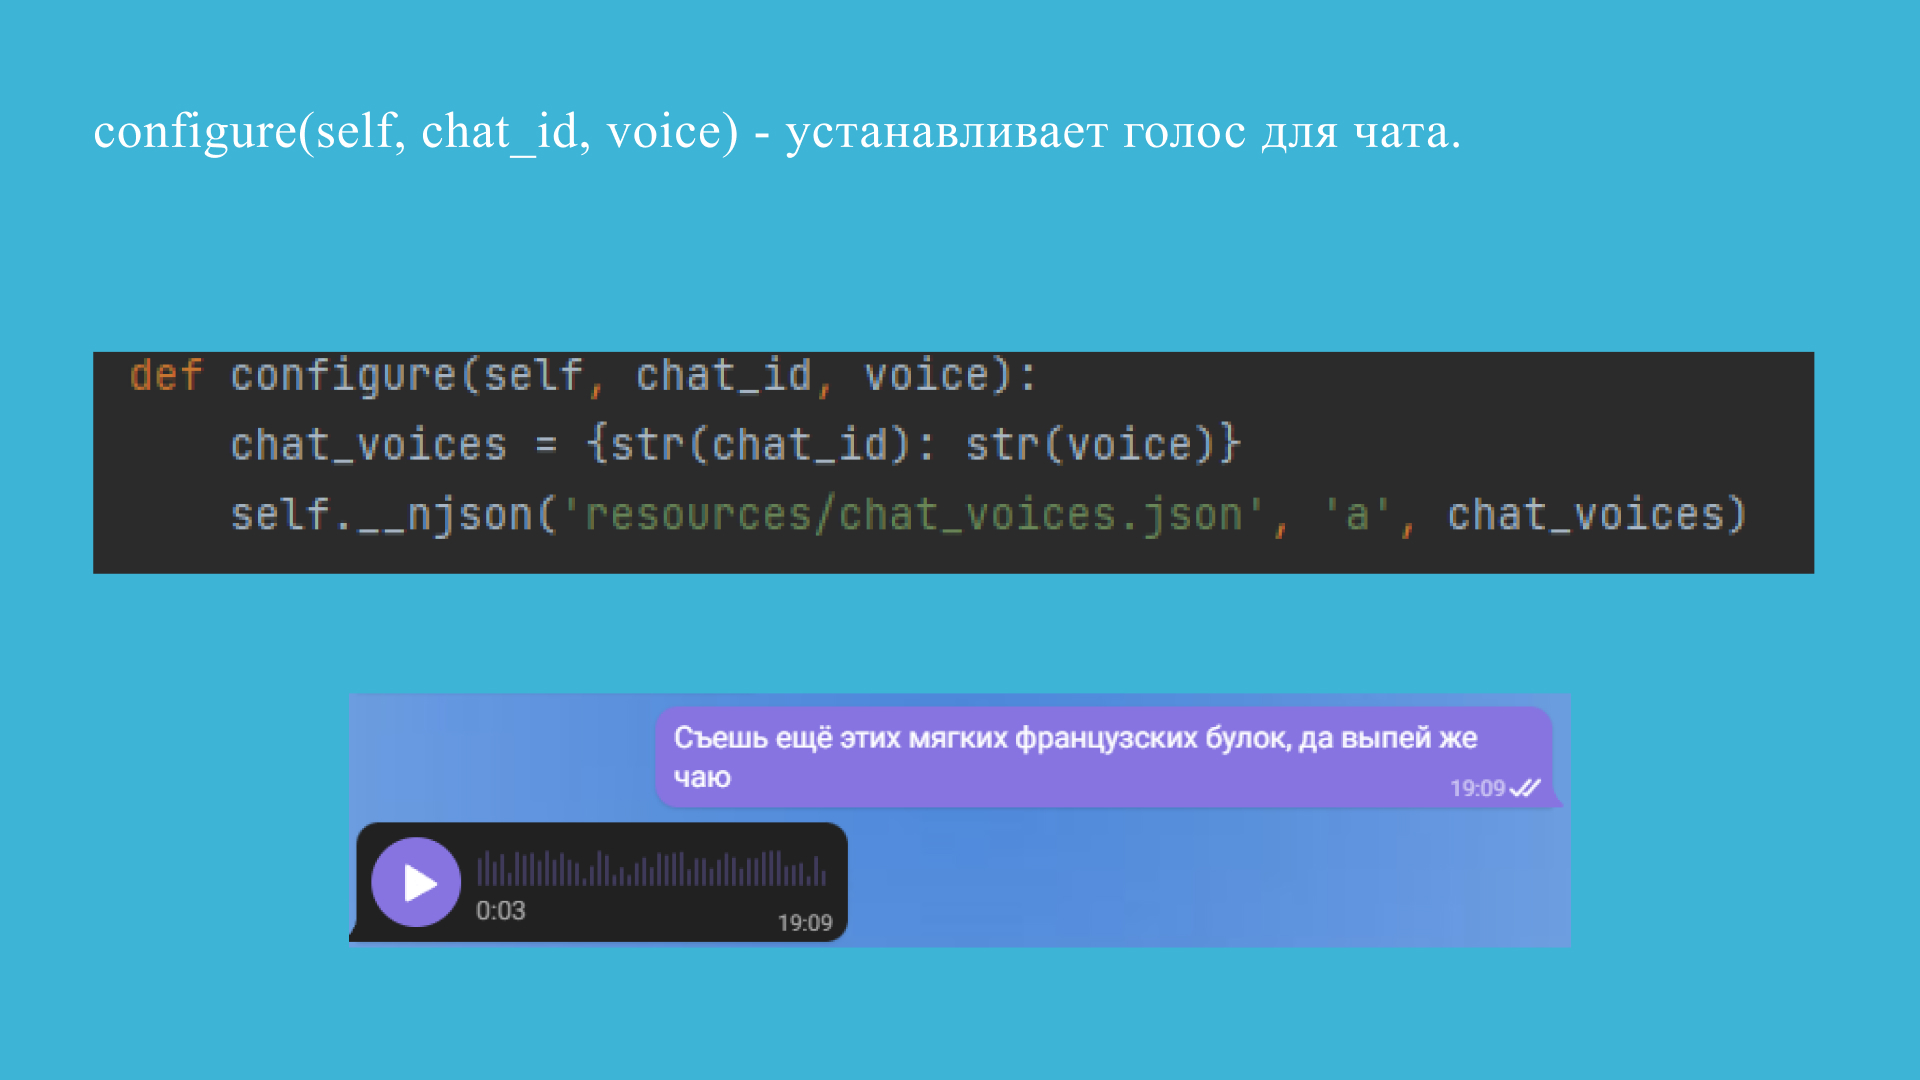 configure(self, chat_id, voice) - устанавливает голос для чата.
def configure(self, chat_id, voice):
chat_voices = {str(chat_id): str(voice)}
self.__njson('resources/chat_voices.json', 'a', chat_voices)
Съешь ещё этих мягких французских булок, да выпей же
чаю
19:09
0:03
19:09